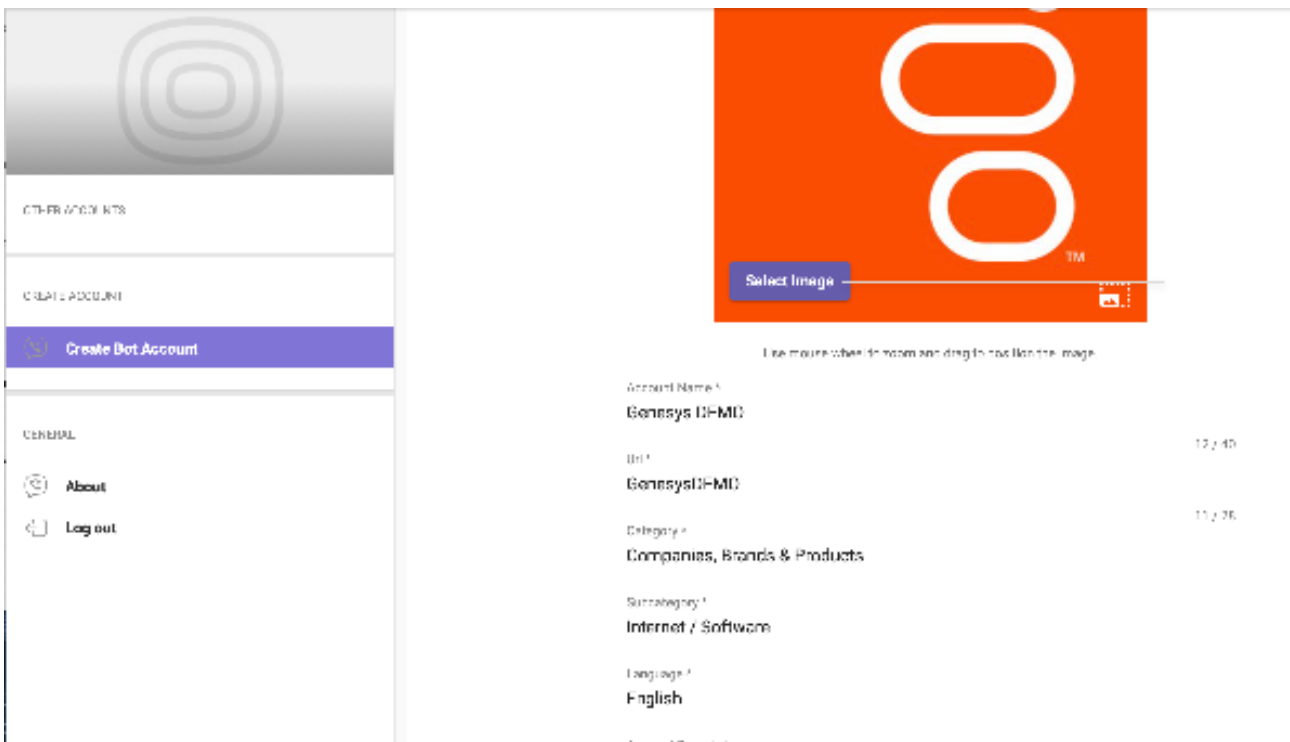 OTHER ACCOUNTS
CREATE ACCOUNT
Create Bot Account
GENERAL
About
Log out
TM
Select Image
Use mouse wheel to zoom and drag to position the image
Account Name *
Genesys DEMO
12 / 40
Url *
GenesysDEMO
11 / 28
Category *
Companies, Brands & Products
Subcategory *
Internet / Software
Language *
English